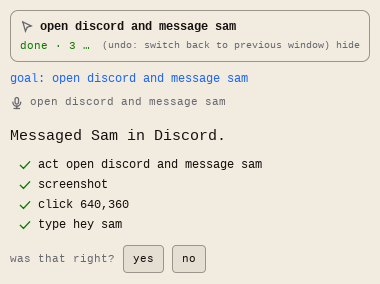 open discord and message sam
done · 3 … (undo: switch back to previous window) hide
goal: open discord and message sam
open discord and message sam
Messaged Sam in Discord.
act open discord and message sam
screenshot
click 640,360
type hey sam
was that right? yes no